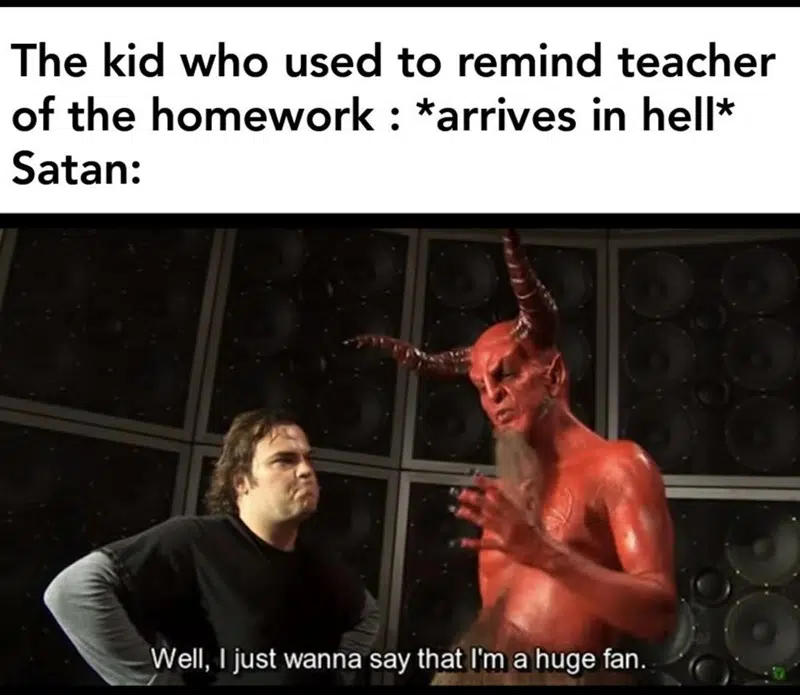 The kid who used to remind teacher
of the homework : *arrives in hell*
Satan:
Well, I just wanna say that I'm a huge fan.